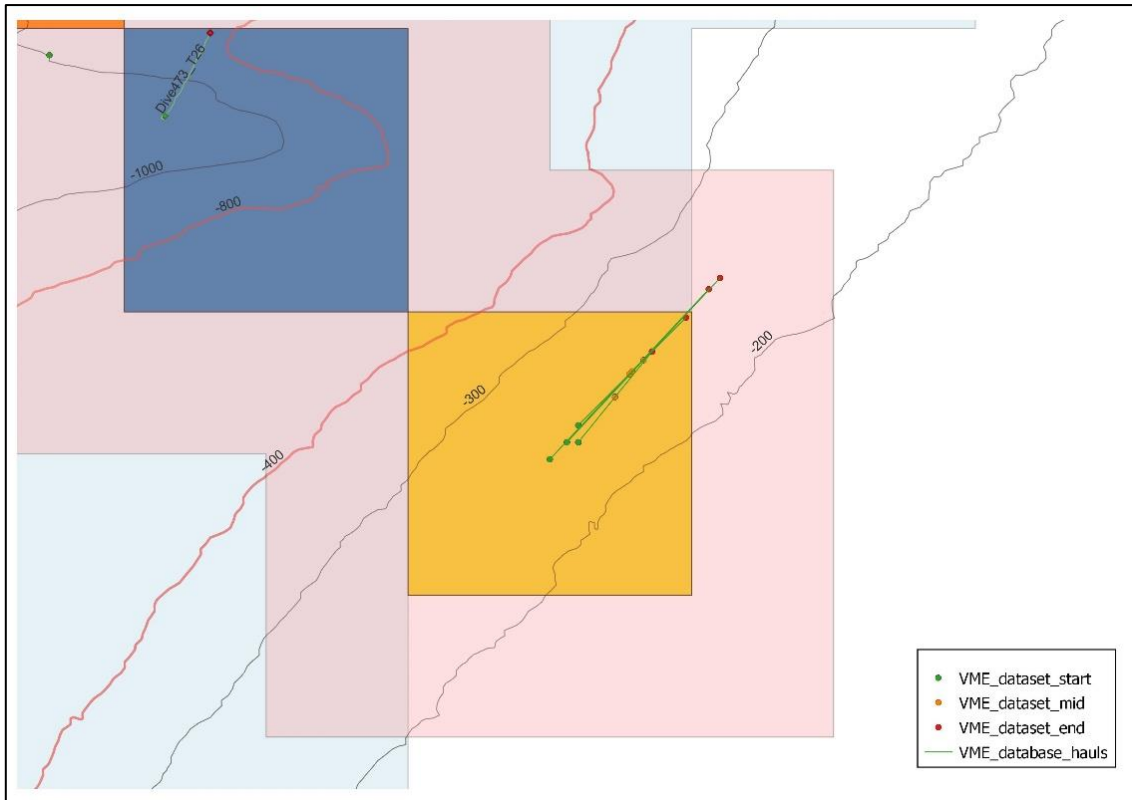 Dive473_T26
-1000
-800
-200
-300
-400
VME_dataset_start
VME_dataset_mid
VME_dataset_end
VME_database_hauls